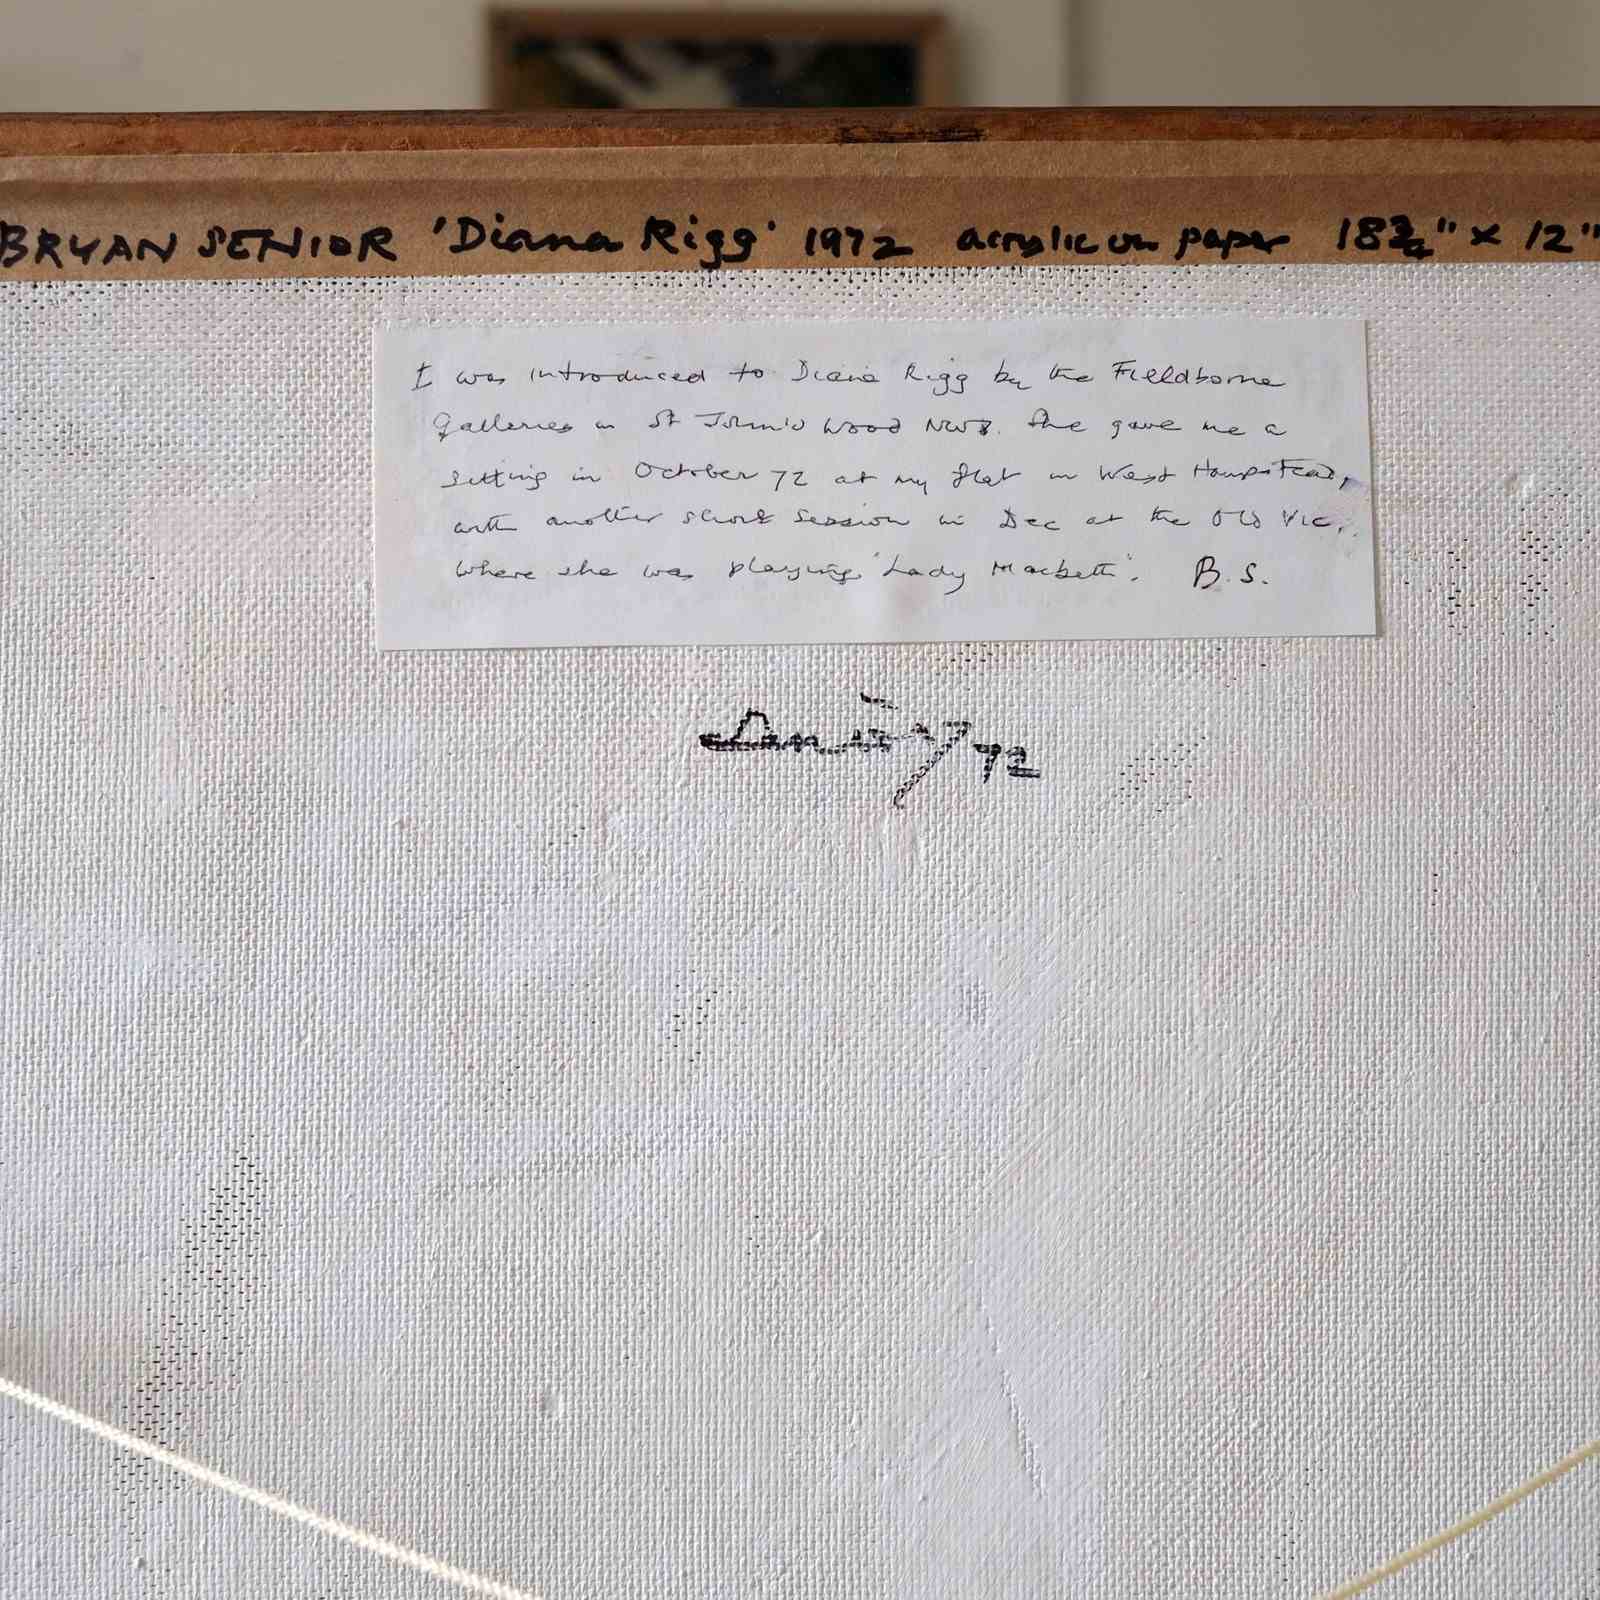 BRYAN SENIOR 'Diana Rigg' 1972 acrylic on paper 18¾" x 12"
I was introduced to Diana Rigg by the Fieldborne
Galleries in St John's Wood NW8. She gave me a
sitting in October 72 at my flat in West Hampstead,
with another short session in Dec at the Old Vic,
where she was playing 'Lady Macbeth'. B.S.
72